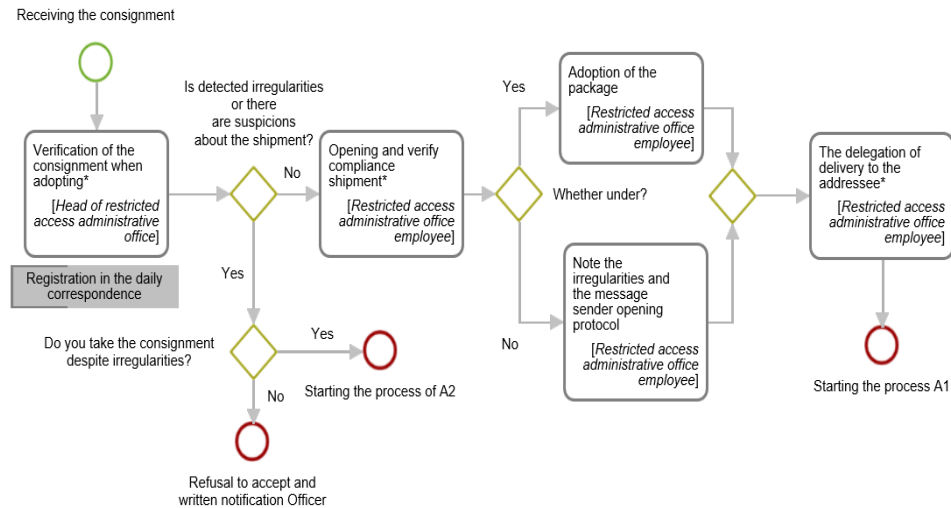 Receiving the consignment
Is detected irregularities
or there
are suspicions
about the shipment?
Verification of the
consignment when
adopting*
[Head of restricted
access administrative
office]
Registration in the daily
correspondence
No
Yes
Opening and verify
compliance
shipment*
[Restricted access
administrative office
employee]
Yes
Whether under?
No
Adoption of the
package
[Restricted access
administrative office
employee]
Note the
irregularities and
the message
sender opening
protocol
[Restricted access
administrative office
employee]
The delegation of
delivery to the
addressee*
[Restricted access
administrative office
employee]
Starting the process A1
Do you take the consignment
despite irregularities?
Yes
Starting the process of A2
No
Refusal to accept and
written notification Officer